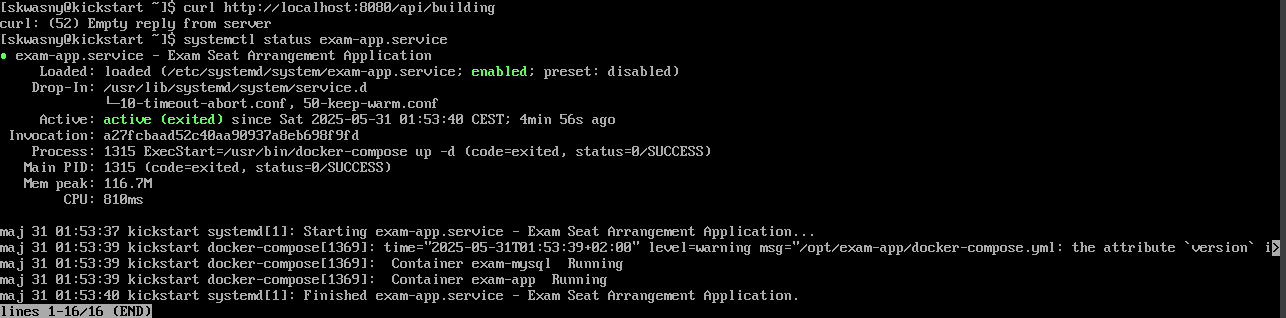 [skwasny@kickstart ~]$ curl http://localhost:8080/api/building
curl: (52) Empty reply from server
[skwasny@kickstart ~]$ systemctl status exam-app.service
● exam-app.service - Exam Seat Arrangement Application
     Loaded: loaded (/etc/systemd/system/exam-app.service; enabled; preset: disabled)
    Drop-In: /usr/lib/systemd/system/service.d
             └─10-timeout-abort.conf, 50-keep-warm.conf
     Active: active (exited) since Sat 2025-05-31 01:53:40 CEST; 4min 56s ago
 Invocation: a27fcbaad52c40aa90937a8eb698f9fd
    Process: 1315 ExecStart=/usr/bin/docker-compose up -d (code=exited, status=0/SUCCESS)
   Main PID: 1315 (code=exited, status=0/SUCCESS)
   Mem peak: 116.7M
        CPU: 810ms

maj 31 01:53:37 kickstart systemd[1]: Starting exam-app.service - Exam Seat Arrangement Application...
maj 31 01:53:39 kickstart docker-compose[1369]: time="2025-05-31T01:53:39+02:00" level=warning msg="/opt/exam-app/docker-compose.yml: the attribute `version` i>
maj 31 01:53:39 kickstart docker-compose[1369]:  Container exam-mysql  Running
maj 31 01:53:39 kickstart docker-compose[1369]:  Container exam-app  Running
maj 31 01:53:40 kickstart systemd[1]: Finished exam-app.service - Exam Seat Arrangement Application.
lines 1-16/16 (END)